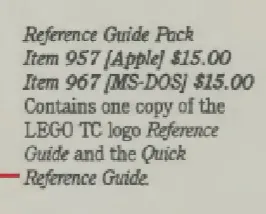 Reference Guide Pack
Item 957 [Apple] $15.00
Item 967 [MS-DOS] $15.00
Contains one copy of the
LEGO TC logo Reference
Guide and the Quick
Reference Guide.